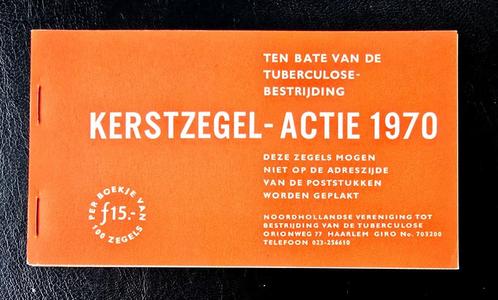 TEN BATE VAN DE
TUBERCULOSE-
BESTRIJDING
KERSTZEGEL-ACTIE 1970
DEZE ZEGELS MOGEN
NIET OP DE ADRESZIJDE
VAN DE POSTSTUKKEN
WORDEN GEPLAKT
PER BOEKJE VAN
f15.-
100 ZEGELS
NOORDHOLLANDSE VERENIGING TOT
BESTRIJDING VAN DE TUBERCULOSE
ORIONWEG 77 HAARLEM GIRO No. 703200
TELEFOON 023-256610